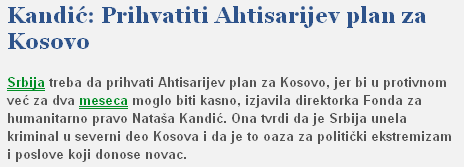 Kandić: Prihvatiti Ahtisarijev plan za
Kosovo
Srbija treba da prihvati Ahtisarijev plan za Kosovo, jer bi u protivnom
već za dva meseca moglo biti kasno, izjavila direktorka Fonda za
humanitarno pravo Nataša Kandić. Ona tvrdi da je Srbija unela
kriminal u severni deo Kosova i da je to oaza za politički ekstremizam
i poslove koji donose novac.